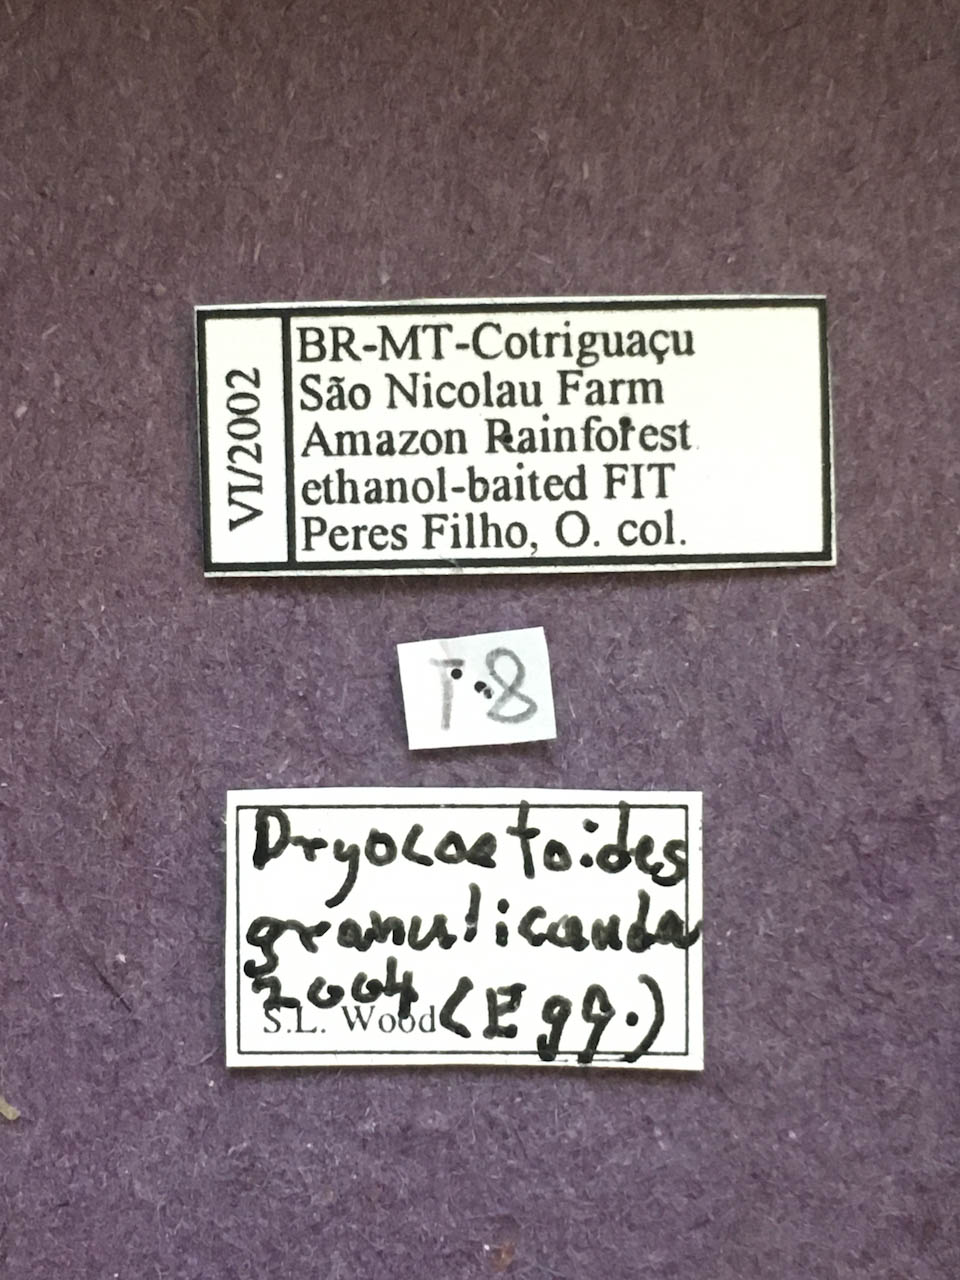 VI/2002
BR-MT-Cotriguaçu
São Nicolau Farm
Amazon Rainforest
ethanol-baited FIT
Peres Filho, O. col.
T.8
Dryocoetoides
granulicauda
2004 (Egg.)
S.L. Wood